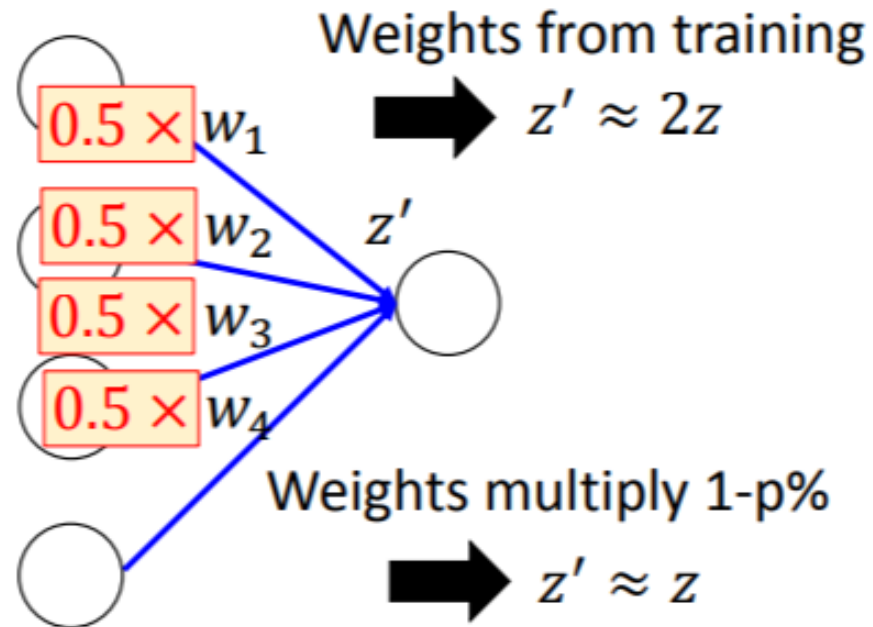 Weights from training
z′ ≈ 2z
0.5 × w₁
0.5 × w₂
z′
0.5 × w₃
0.5 × w₄
Weights multiply 1-p%
z′ ≈ z